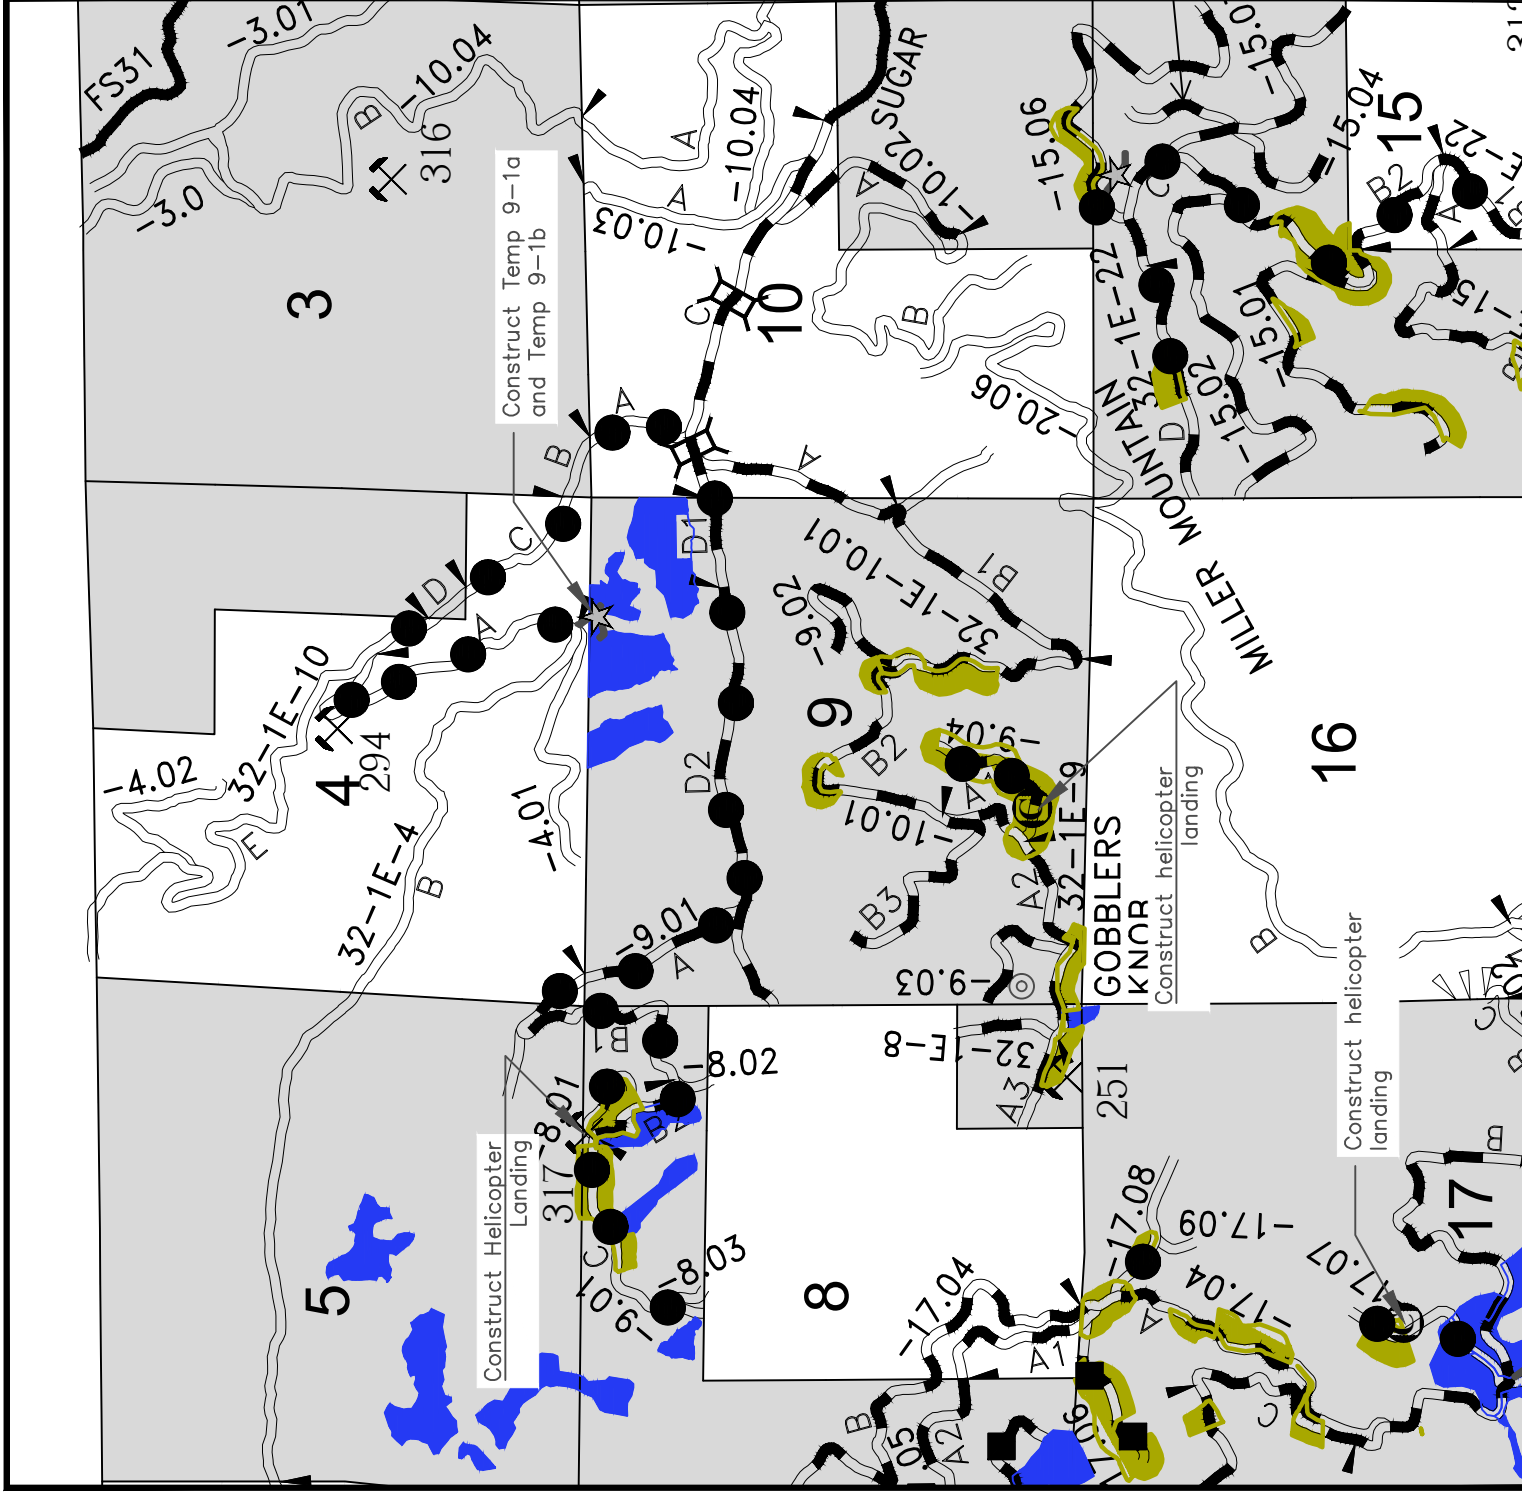 FS31
-3.01
-10.04
B
316
-3.0
3
Construct Temp 9-1a
and Temp 9-1b
A
-10.04
A
-10.03
SUGAR
-10.02
A
C
10
B
-20.06
A
B
A
C
D
A
32-1E-10
4
294
-4.02
E
32-1E-4
B
-4.01
D1
D2
-9.01
A
32-1E-10.01
B1
-9.02
9
B2
-9.04
A
-10.01
B3
A2
32-1E-9
-9.03
GOBBLERS
KNOB
Construct helicopter
landing
MILLER MOUNTAIN
16
B
-15.06
C
32-1E-22
D
-15.02
-15.01
-15.04
15
B2
A
-15
5
Construct Helicopter
Landing
-8.01
B1
-8.02
317
C
-9.01
-8.03
8
32-1E-8
A3
251
-17.04
A1
B
A2
.05
-17.08
-17.09
A
-17.04
C
-17.07
Construct helicopter
landing
17
B
C